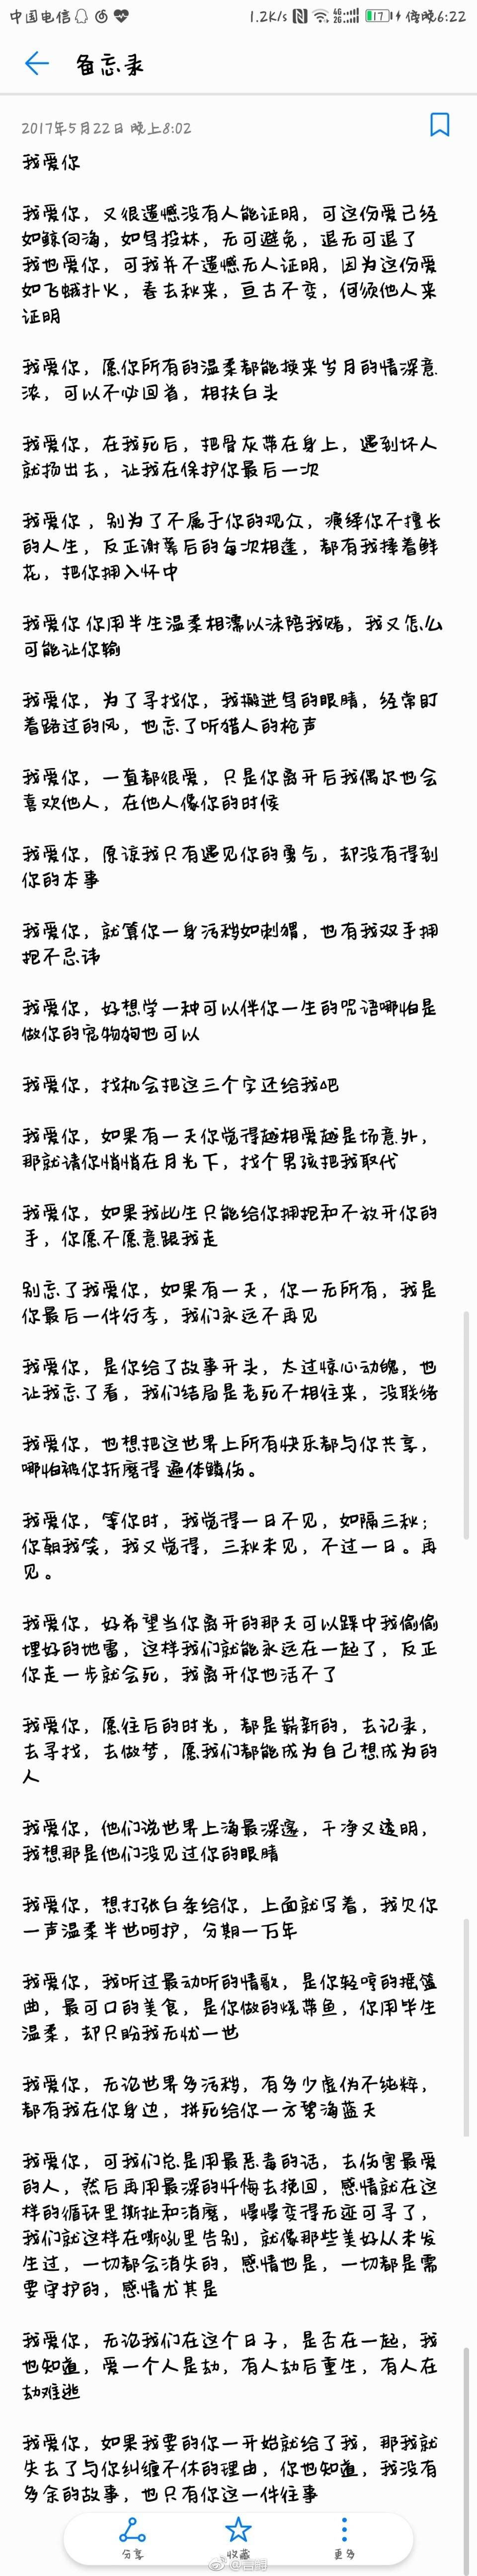 中国电信
1.2K/s 4G 2G 17 傍晚6:22
备忘录
2017年5月22日 晚上8:02
我爱你
我爱你，又很遗憾没有人能证明，可这份爱已经
如鲸向海，如鸟投林，无可避免，退无可退了
我也爱你，可我并不遗憾无人证明，因为这份爱
如飞蛾扑火，春去秋来，亘古不变，何须他人来
证明
我爱你，愿你所有的温柔都能换来岁月的情深意
浓，可以不必回首，相扶白头
我爱你，在我死后，把骨灰带在身上，遇到坏人
就扬出去，让我在保护你最后一次
我爱你，别为了不属于你的观众，演绎你不擅长
的人生，反正谢幕后的每次相逢，都有我捧着鲜
花，把你拥入怀中
我爱你 你用半生温柔相濡以沫陪我赌，我又怎么
可能让你输
我爱你，为了寻找你，我搬进鸟的眼睛，经常盯
着路过的风，也忘了听猎人的枪声
我爱你，一直都很爱，只是你离开后我偶尔也会
喜欢他人，在他人像你的时候
我爱你，原谅我只有遇见你的勇气，却没有得到
你的本事
我爱你，就算你一身污秽如刺猬，也有我双手拥
抱不忌讳
我爱你，好想学一种可以伴你一生的咒语哪怕是
做你的宠物狗也可以
我爱你，找机会把这三个字还给我吧
我爱你，如果有一天你觉得越相爱越是场意外，
那就请你悄悄在月光下，找个男孩把我取代
我爱你，如果我此生只能给你拥抱和不放开你的
手，你愿不愿意跟我走
别忘了我爱你，如果有一天，你一无所有，我是
你最后一件行李，我们永远不再见
我爱你，是你给了故事开头，太过惊心动魄，也
让我忘了看，我们结局是老死不相往来，没联络
我爱你，也想把这世界上所有快乐都与你共享，
哪怕被你折磨得 遍体鳞伤。
我爱你，等你时，我觉得一日不见，如隔三秋；
你朝我笑，我又觉得，三秋未见，不过一日。再
见。
我爱你，好希望当你离开的那天可以踩中我偷偷
埋好的地雷，这样我们就能永远在一起了，反正
你走一步就会死，我离开你也活不了
我爱你，愿往后的时光，都是崭新的，去记录，
去寻找，去做梦，愿我们都能成为自己想成为的
人
我爱你，他们说世界上海最深邃，干净又透明，
我想那是他们没见过你的眼睛
我爱你，想打张白条给你，上面就写着，我欠你
一声温柔半世呵护，分期一万年
我爱你，我听过最动听的情歌，是你轻哼的摇篮
曲，最可口的美食，是你做的烧带鱼，你用毕生
温柔，却只盼我无忧一世
我爱你，无论世界多污秽，有多少虚伪不纯粹，
都有我在你身边，拼死给你一方碧海蓝天
我爱你，可我们总是用最恶毒的话，去伤害最爱
的人，然后再用最深的忏悔去挽回，感情就在这
样的循环里撕扯和消磨，慢慢变得无迹可寻了，
我们就这样在嘶吼里告别，就像那些美好从未发
生过，一切都会消失的，感情也是，一切都是需
要守护的，感情尤其是
我爱你，无论我们在这个日子，是否在一起，我
也知道，爱一个人是劫，有人劫后重生，有人在
劫难逃
我爱你，如果我要的你一开始就给了我，那我就
失去了与你纠缠不休的理由，你也知道，我没有
多余的故事，也只有你这一件往事
分享
收藏
更多